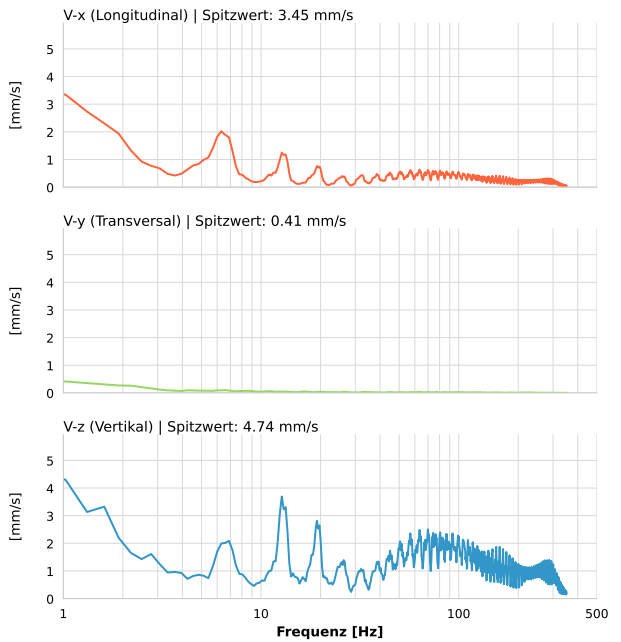 V-x (Longitudinal) | Spitzwert: 3.45 mm/s
[mm/s]
5
4
3
2
1
0
V-y (Transversal) | Spitzwert: 0.41 mm/s
[mm/s]
5
4
3
2
1
0
V-z (Vertikal) | Spitzwert: 4.74 mm/s
[mm/s]
5
4
3
2
1
0
1 10 100 500
Frequenz [Hz]